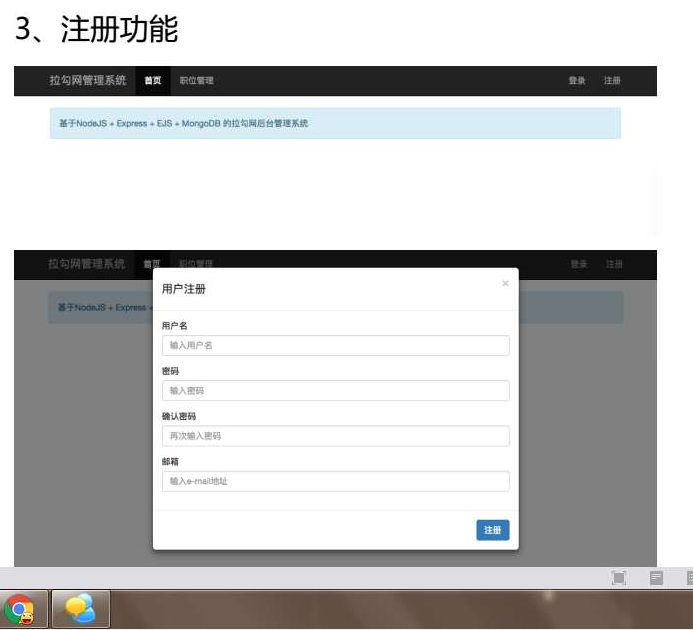 3、注册功能
拉勾网管理系统 首页 职位管理 登录 注册
基于NodeJS + Express + EJS + MongoDB 的拉勾网后台管理系统
拉勾网管理系统 首页 职位管理 登录 注册
基于NodeJS + Express +
用户注册 ×
用户名
输入用户名
密码
输入密码
确认密码
再次输入密码
邮箱
输入e-mail地址
注册